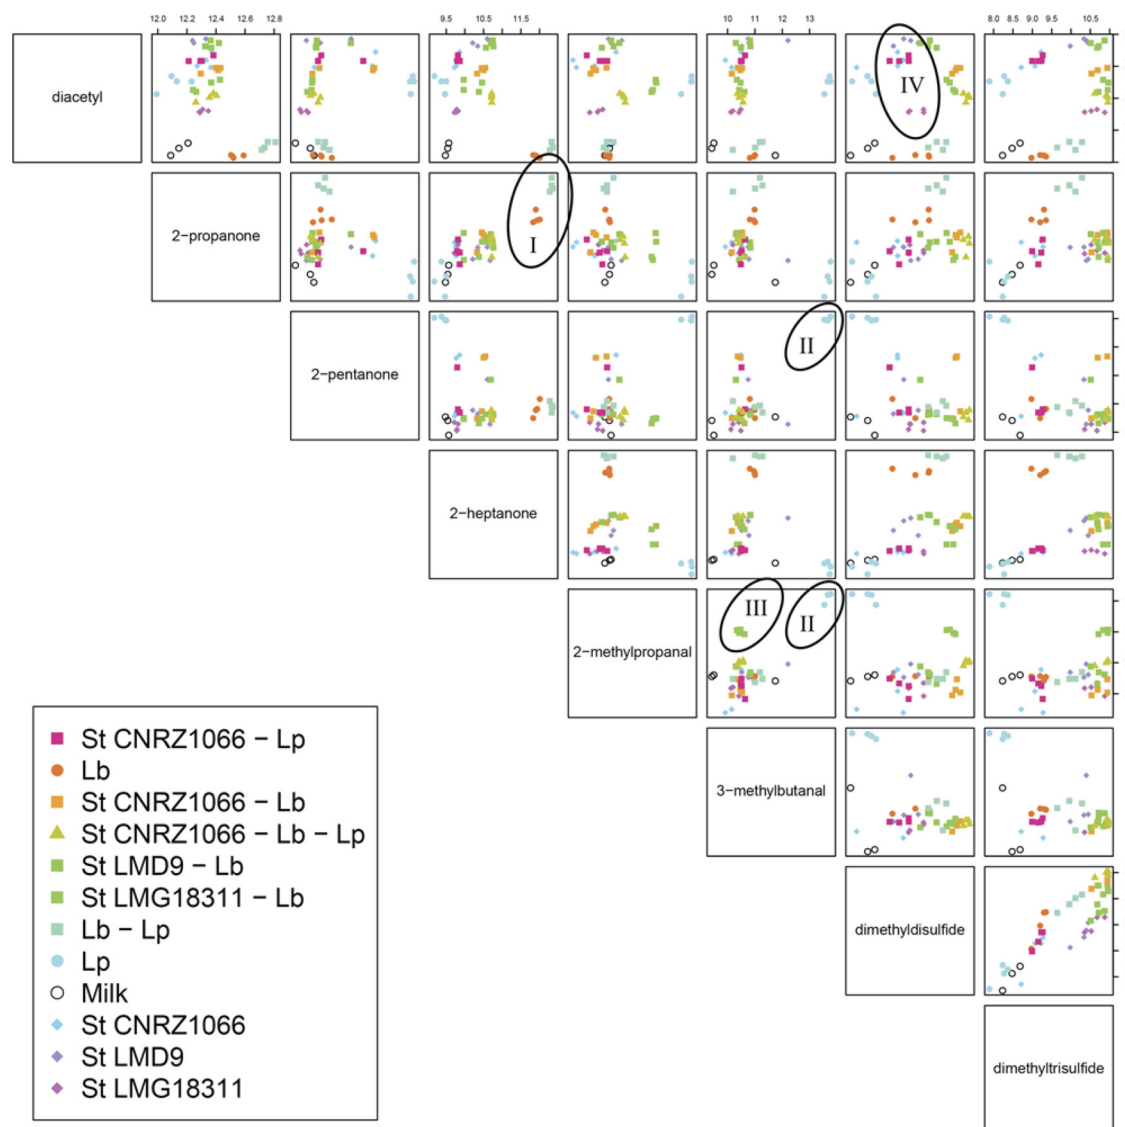 12.0 12.2 12.4 12.6 12.8
9.5 10.5 11.5
10 11 12 13
8.0 8.5 9.0 9.5 10.5
diacetyl
IV
2−propanone
I
2−pentanone
II
2−heptanone
2−methylpropanal
III
II
3−methylbutanal
dimethyldisulfide
dimethyltrisulfide
St CNRZ1066 − Lp
Lb
St CNRZ1066 − Lb
St CNRZ1066 − Lb − Lp
St LMD9 − Lb
St LMG18311 − Lb
Lb − Lp
Lp
Milk
St CNRZ1066
St LMD9
St LMG18311